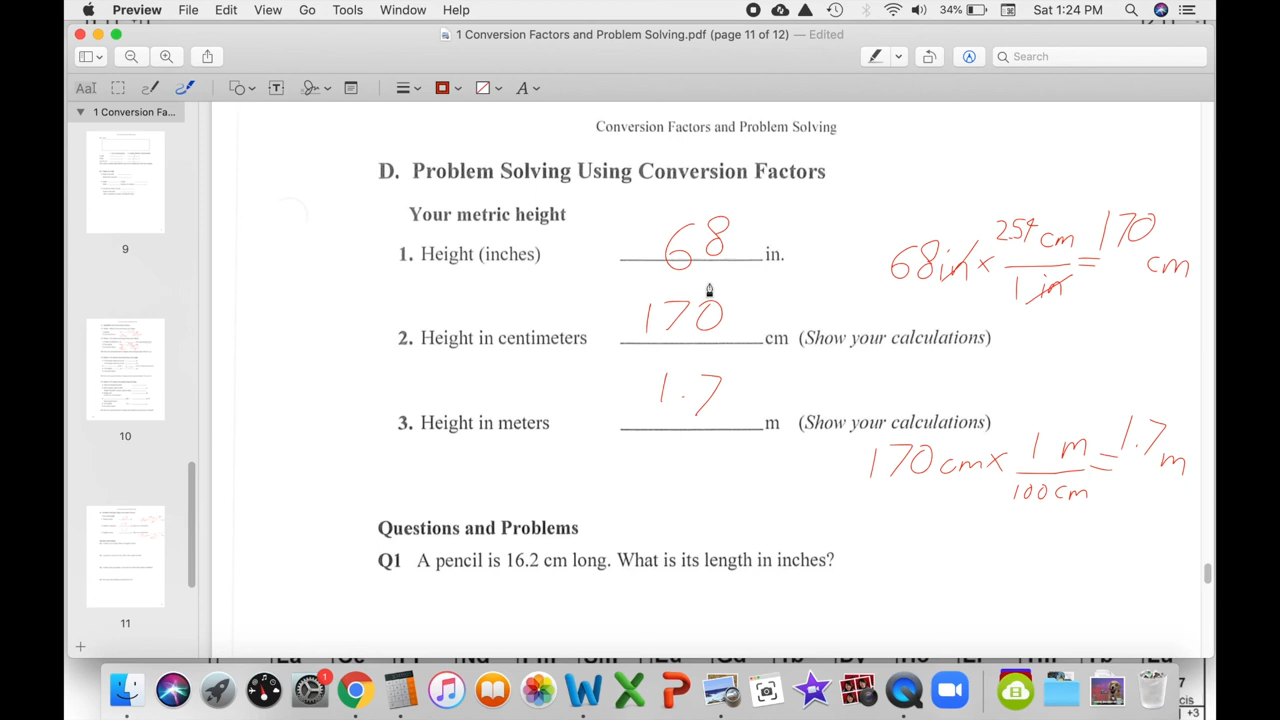 Preview File Edit View Go Tools Window Help 34% Sat 1:24 PM
1 Conversion Factors and Problem Solving.pdf (page 11 of 12) — Edited
Search
1 Conversion Fa...
9
10
11
Conversion Factors and Problem Solving
D. Problem Solving Using Conversion Factors
Your metric height
1. Height (inches) 68 in.
68 in × 2.54 cm / 1 in = 170 cm
2. Height in centimeters 170 cm (Show your calculations)
3. Height in meters 1.7 m (Show your calculations)
170 cm × 1 m / 100 cm = 1.7 m
Questions and Problems
Q1 A pencil is 16.2 cm long. What is its length in inches?
1
7
cis
+3